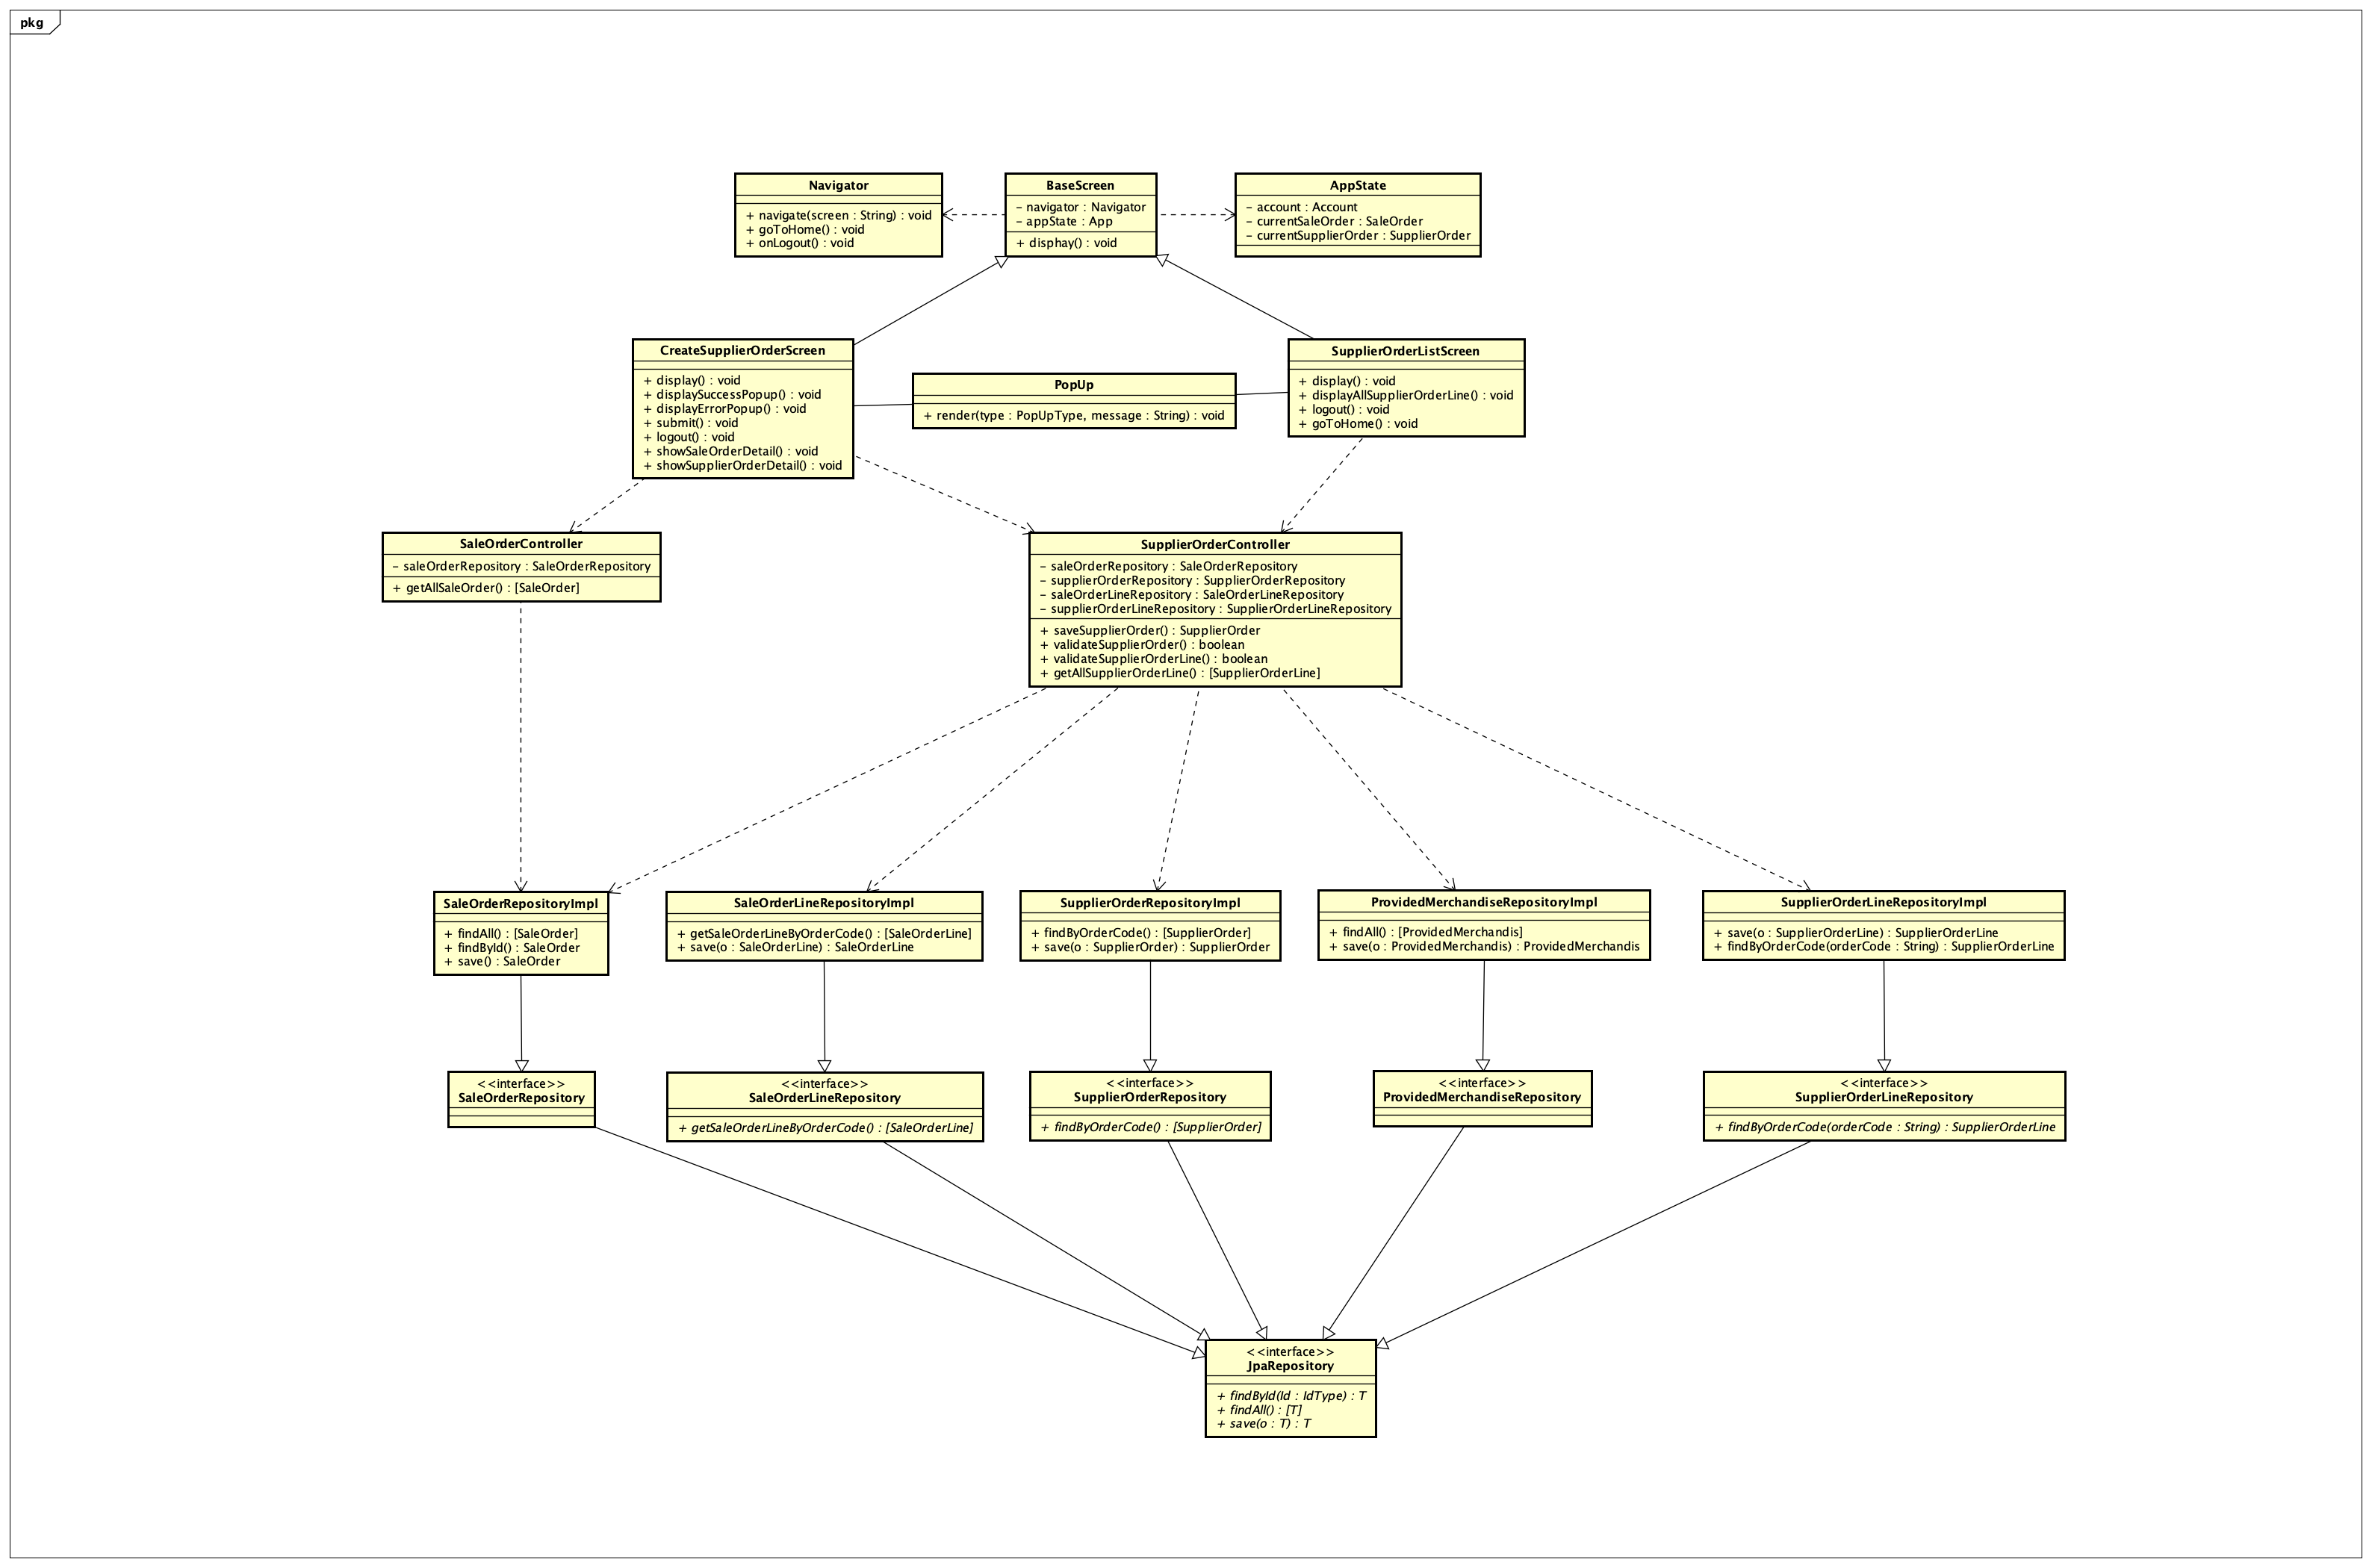 pkg
Navigator
+ navigate(screen : String) : void
+ goToHome() : void
+ onLogout() : void
BaseScreen
- navigator : Navigator
- appState : App
+ disphay() : void
AppState
- account : Account
- currentSaleOrder : SaleOrder
- currentSupplierOrder : SupplierOrder
CreateSupplierOrderScreen
+ display() : void
+ displaySuccessPopup() : void
+ displayErrorPopup() : void
+ submit() : void
+ logout() : void
+ showSaleOrderDetail() : void
+ showSupplierOrderDetail() : void
PopUp
+ render(type : PopUpType, message : String) : void
SupplierOrderListScreen
+ display() : void
+ displayAllSupplierOrderLine() : void
+ logout() : void
+ goToHome() : void
SaleOrderController
- saleOrderRepository : SaleOrderRepository
+ getAllSaleOrder() : [SaleOrder]
SupplierOrderController
- saleOrderRepository : SaleOrderRepository
- supplierOrderRepository : SupplierOrderRepository
- saleOrderLineRepository : SaleOrderLineRepository
- supplierOrderLineRepository : SupplierOrderLineRepository
+ saveSupplierOrder() : SupplierOrder
+ validateSupplierOrder() : boolean
+ validateSupplierOrderLine() : boolean
+ getAllSupplierOrderLine() : [SupplierOrderLine]
SaleOrderRepositoryImpl
+ findAll() : [SaleOrder]
+ findById() : SaleOrder
+ save() : SaleOrder
SaleOrderLineRepositoryImpl
+ getSaleOrderLineByOrderCode() : [SaleOrderLine]
+ save(o : SaleOrderLine) : SaleOrderLine
SupplierOrderRepositoryImpl
+ findByOrderCode() : [SupplierOrder]
+ save(o : SupplierOrder) : SupplierOrder
ProvidedMerchandiseRepositoryImpl
+ findAll() : [ProvidedMerchandis]
+ save(o : ProvidedMerchandis) : ProvidedMerchandis
SupplierOrderLineRepositoryImpl
+ save(o : SupplierOrderLine) : SupplierOrderLine
+ findByOrderCode(orderCode : String) : SupplierOrderLine
<<interface>>
SaleOrderRepository
<<interface>>
SaleOrderLineRepository
+ getSaleOrderLineByOrderCode() : [SaleOrderLine]
<<interface>>
SupplierOrderRepository
+ findByOrderCode() : [SupplierOrder]
<<interface>>
ProvidedMerchandiseRepository
<<interface>>
SupplierOrderLineRepository
+ findByOrderCode(orderCode : String) : SupplierOrderLine
<<interface>>
JpaRepository
+ findById(Id : IdType) : T
+ findAll() : [T]
+ save(o : T) : T